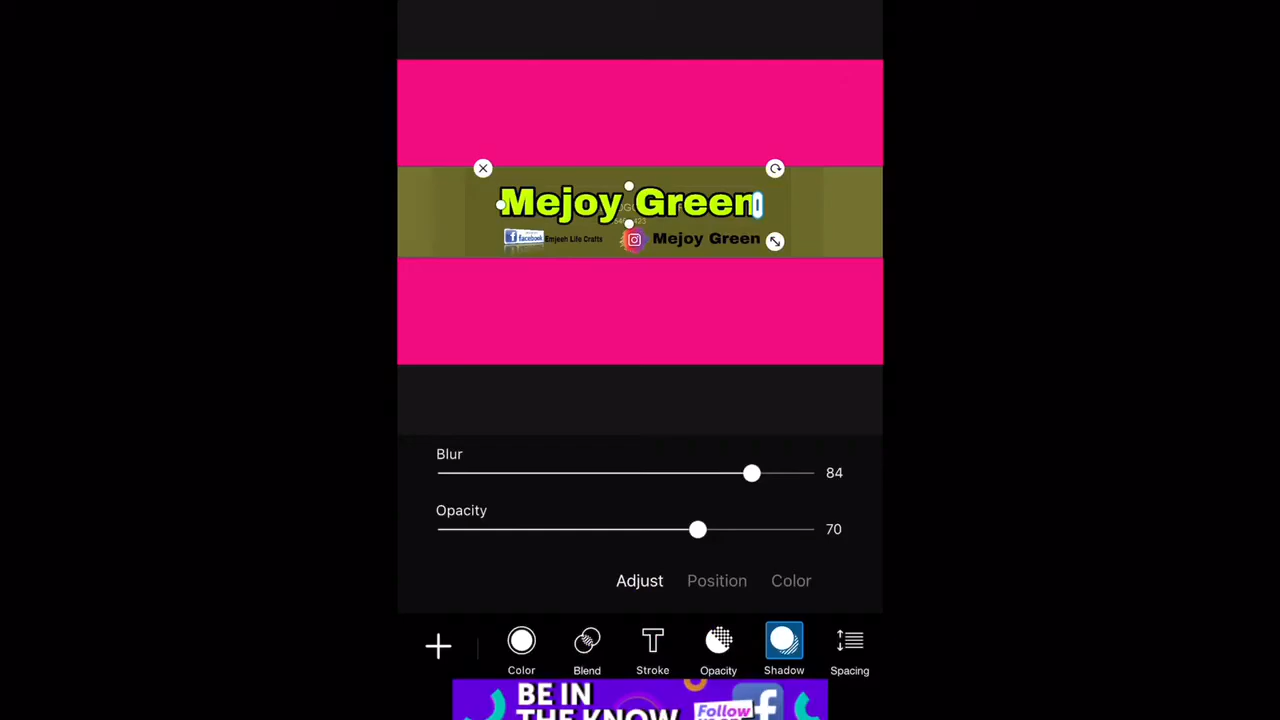 Mejoy Green
facebook Emjeeh Life Crafts Mejoy Green
Blur 84
Opacity 70
Adjust Position Color
Color Blend Stroke Opacity Shadow Spacing
BE IN
THE KNOW
Follow